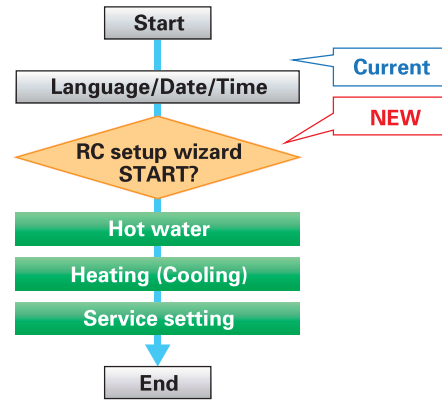 Start
Current
Language/Date/Time
NEW
RC setup wizard
START?
Hot water
Heating (Cooling)
Service setting
End